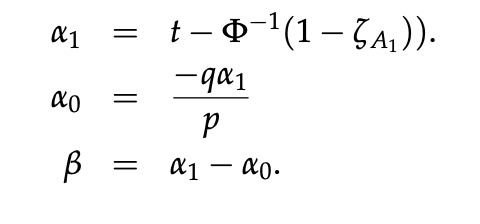 α₁ = t − Φ⁻¹(1 − ζ_{A₁})).
α₀ = −qα₁ / p
β = α₁ − α₀.